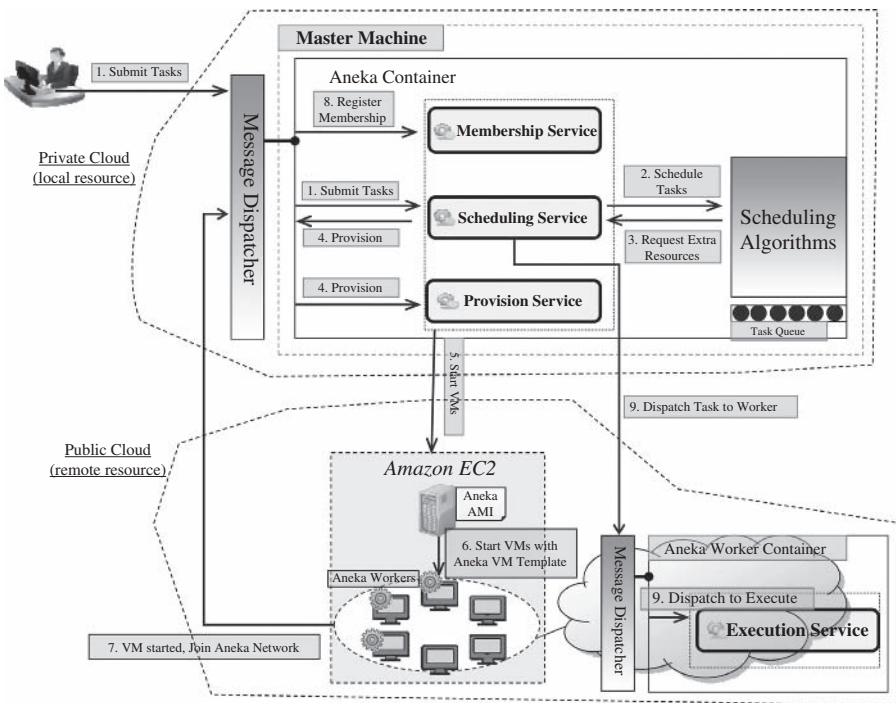 Master Machine
1. Submit Tasks
Aneka Container
8. Register
Membership
Membership Service
Message Dispatcher
Private Cloud
(local resource)
1. Submit Tasks
Scheduling Service
2. Schedule
Tasks
Scheduling
Algorithms
4. Provision
3. Request Extra
Resources
4. Provision
Provision Service
Task Queue
5. Start VMs
9. Dispatch Task to Worker
Public Cloud
(remote resource)
Amazon EC2
Aneka
AMI
6. Start VMs with
Aneka VM Template
Aneka Workers
Message Dispatcher
Aneka Worker Container
9. Dispatch to Execute
Execution Service
7. VM started, Join Aneka Network